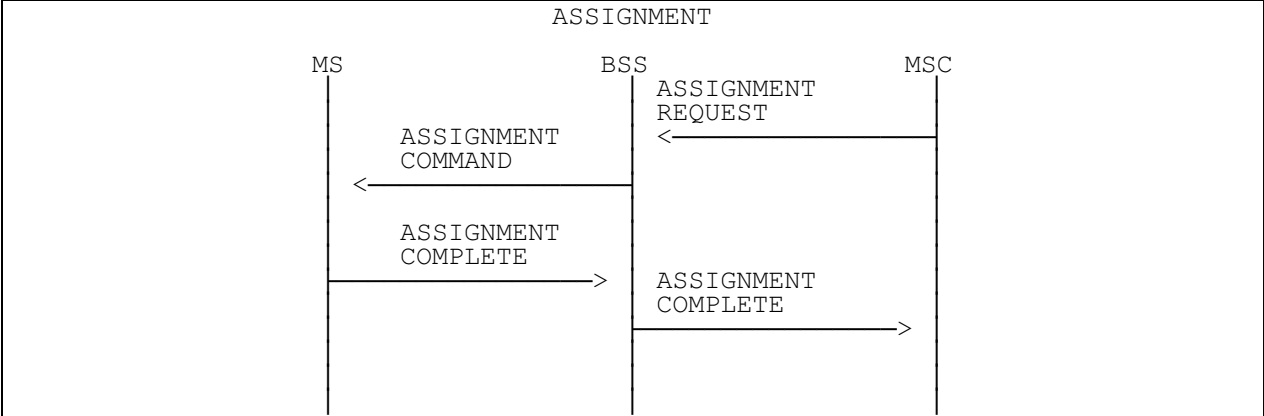 ASSIGNMENT
MS BSS MSC
ASSIGNMENT
REQUEST
ASSIGNMENT
COMMAND
ASSIGNMENT
COMPLETE
ASSIGNMENT
COMPLETE